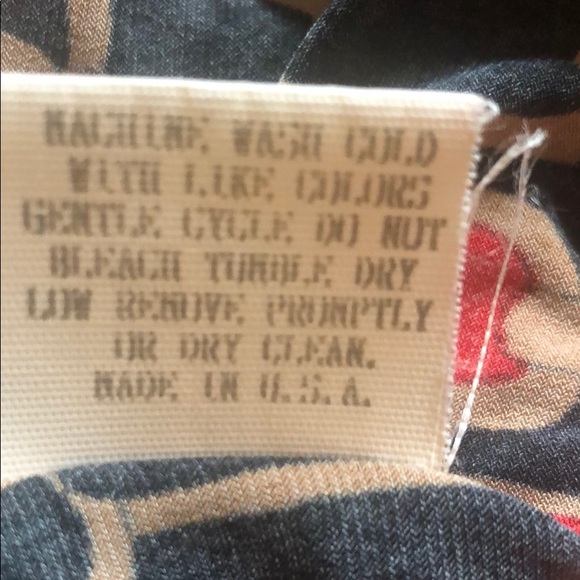 MACHINE WASH COLD
WITH LIKE COLORS
GENTLE CYCLE DO NOT
BLEACH TUMBLE DRY
LOW REMOVE PROMPTLY
OR DRY CLEAN.
MADE IN U.S.A.